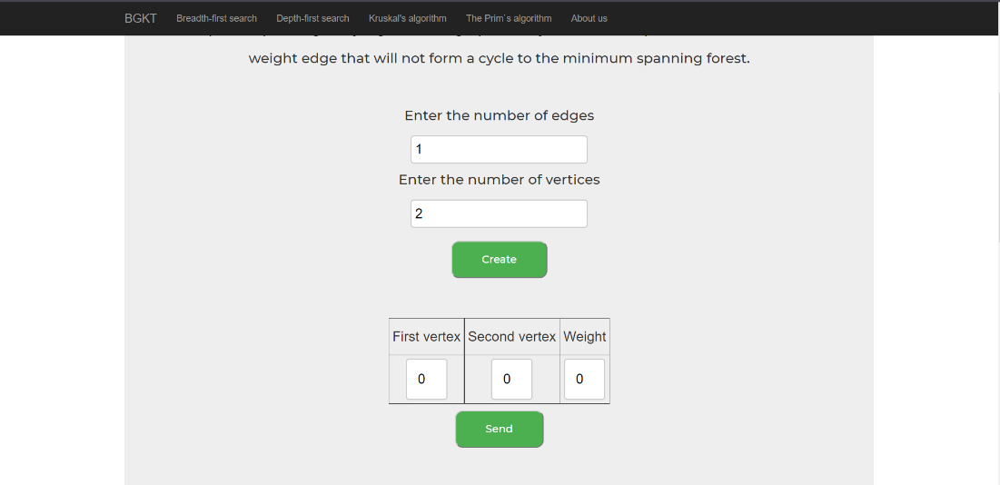 BGKT Breadth-first search Depth-first search Kruskal's algorithm The Prim`s algorithm About us
weight edge that will not form a cycle to the minimum spanning forest.
Enter the number of edges
1
Enter the number of vertices
2
Create
First vertex Second vertex Weight
0 0 0
Send